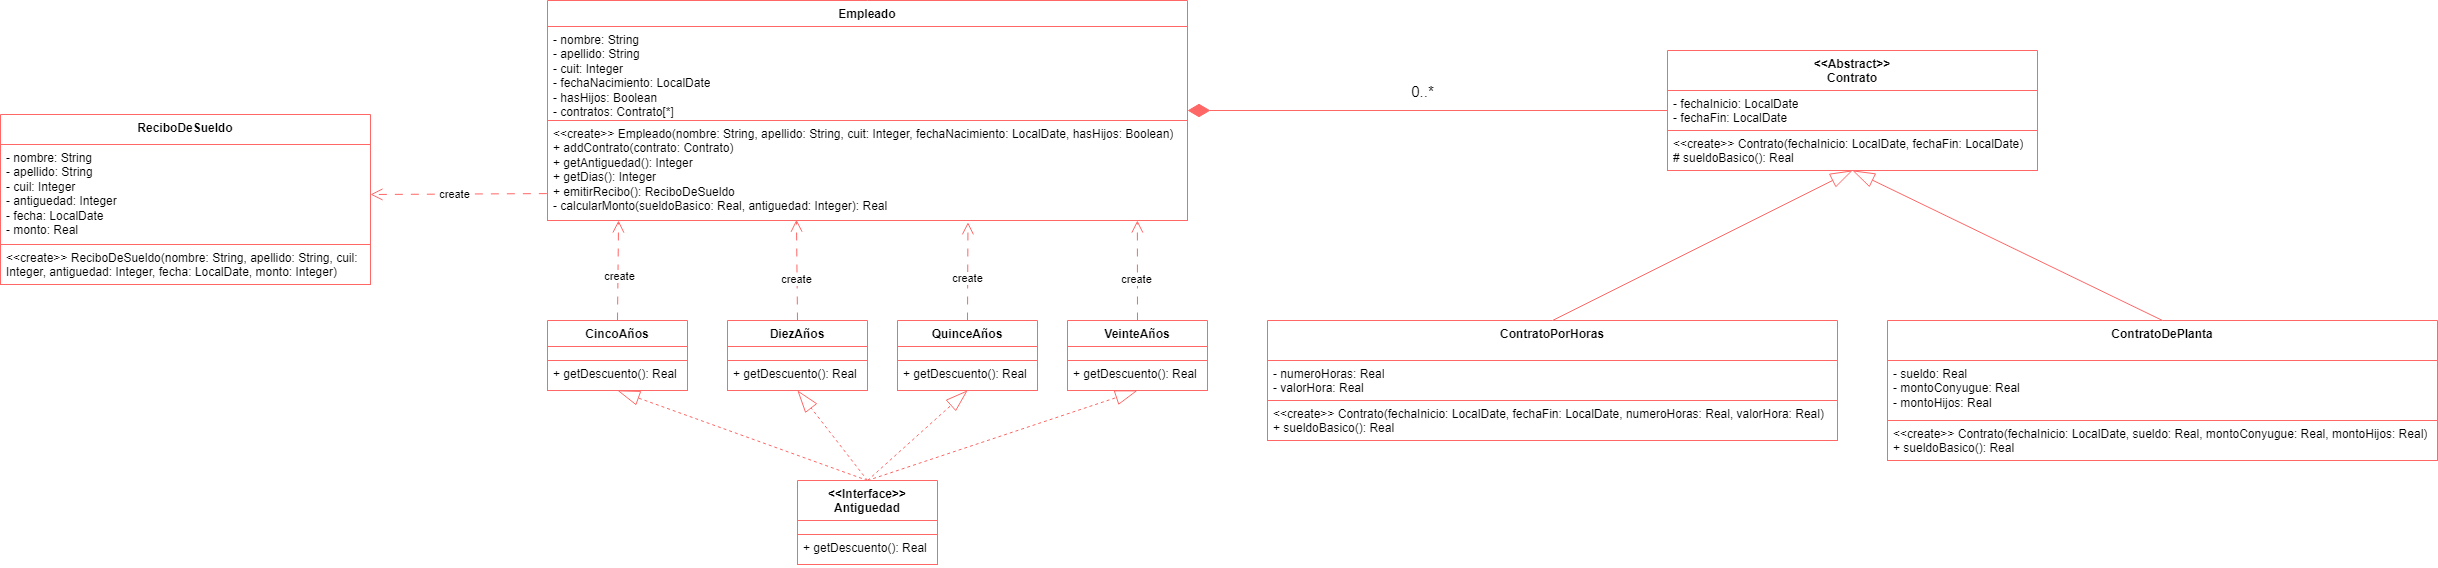 Empleado
- nombre: String
- apellido: String
- cuit: Integer
- fechaNacimiento: LocalDate
- hasHijos: Boolean
- contratos: Contrato[*]
<<create>> Empleado(nombre: String, apellido: String, cuit: Integer, fechaNacimiento: LocalDate, hasHijos: Boolean)
+ addContrato(contrato: Contrato)
+ getAntiguedad(): Integer
+ getDias(): Integer
+ emitirRecibo(): ReciboDeSueldo
- calcularMonto(sueldoBasico: Real, antiguedad: Integer): Real
0..*
<<Abstract>>
Contrato
- fechaInicio: LocalDate
- fechaFin: LocalDate
<<create>> Contrato(fechaInicio: LocalDate, fechaFin: LocalDate)
# sueldoBasico(): Real
ReciboDeSueldo
- nombre: String
- apellido: String
- cuil: Integer
- antiguedad: Integer
- fecha: LocalDate
- monto: Real
<<create>> ReciboDeSueldo(nombre: String, apellido: String, cuil:
Integer, antiguedad: Integer, fecha: LocalDate, monto: Integer)
create
create
create
create
create
CincoAños
+ getDescuento(): Real
DiezAños
+ getDescuento(): Real
QuinceAños
+ getDescuento(): Real
VeinteAños
+ getDescuento(): Real
ContratoPorHoras
- numeroHoras: Real
- valorHora: Real
<<create>> Contrato(fechaInicio: LocalDate, fechaFin: LocalDate, numeroHoras: Real, valorHora: Real)
+ sueldoBasico(): Real
ContratoDePlanta
- sueldo: Real
- montoConyugue: Real
- montoHijos: Real
<<create>> Contrato(fechaInicio: LocalDate, sueldo: Real, montoConyugue: Real, montoHijos: Real)
+ sueldoBasico(): Real
<<Interface>>
Antiguedad
+ getDescuento(): Real